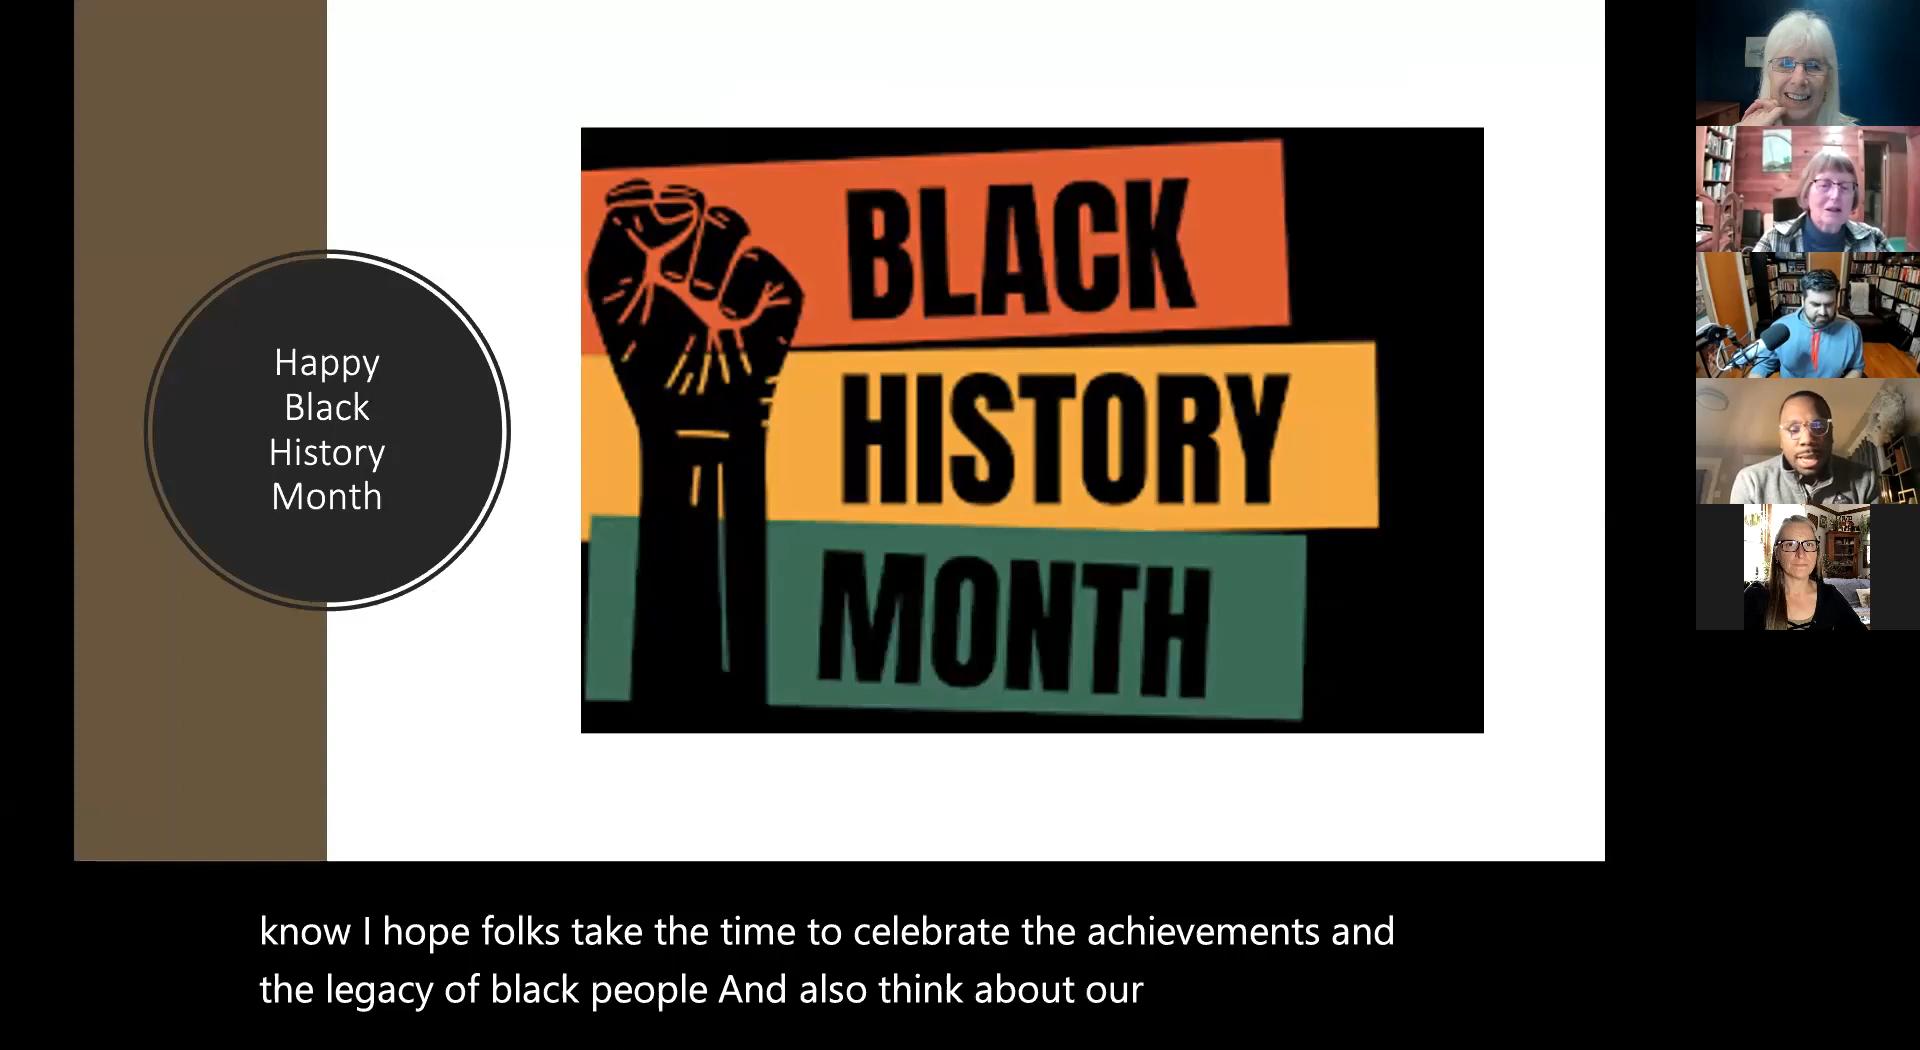 Happy
Black
History
Month
BLACK
HISTORY
MONTH
know I hope folks take the time to celebrate the achievements and
the legacy of black people And also think about our